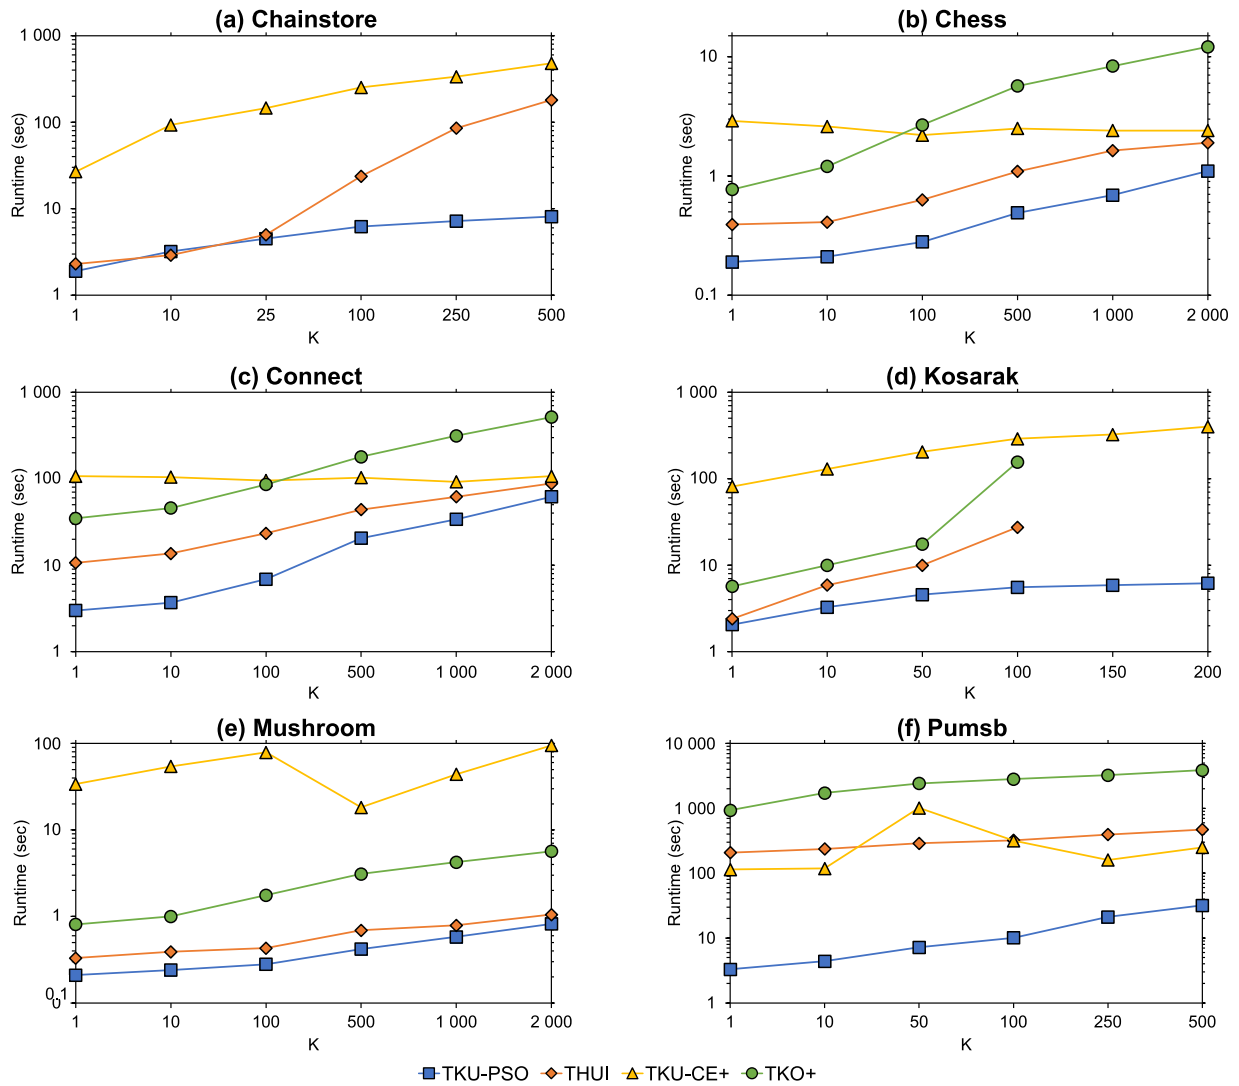 (a) Chainstore
1 000
100
10
1
Runtime (sec)
1 10 25 100 250 500
K
(b) Chess
10
1
0.1
Runtime (sec)
1 10 100 500 1 000 2 000
K
(c) Connect
1 000
100
10
1
Runtime (sec)
1 10 100 500 1 000 2 000
K
(d) Kosarak
1 000
100
10
1
Runtime (sec)
1 10 50 100 150 200
K
(e) Mushroom
100
10
1
0.1
0
Runtime (sec)
1 10 100 500 1 000 2 000
K
(f) Pumsb
10 000
1 000
100
10
1
Runtime (sec)
1 10 50 100 250 500
K
TKU-PSO THUI TKU-CE+ TKO+